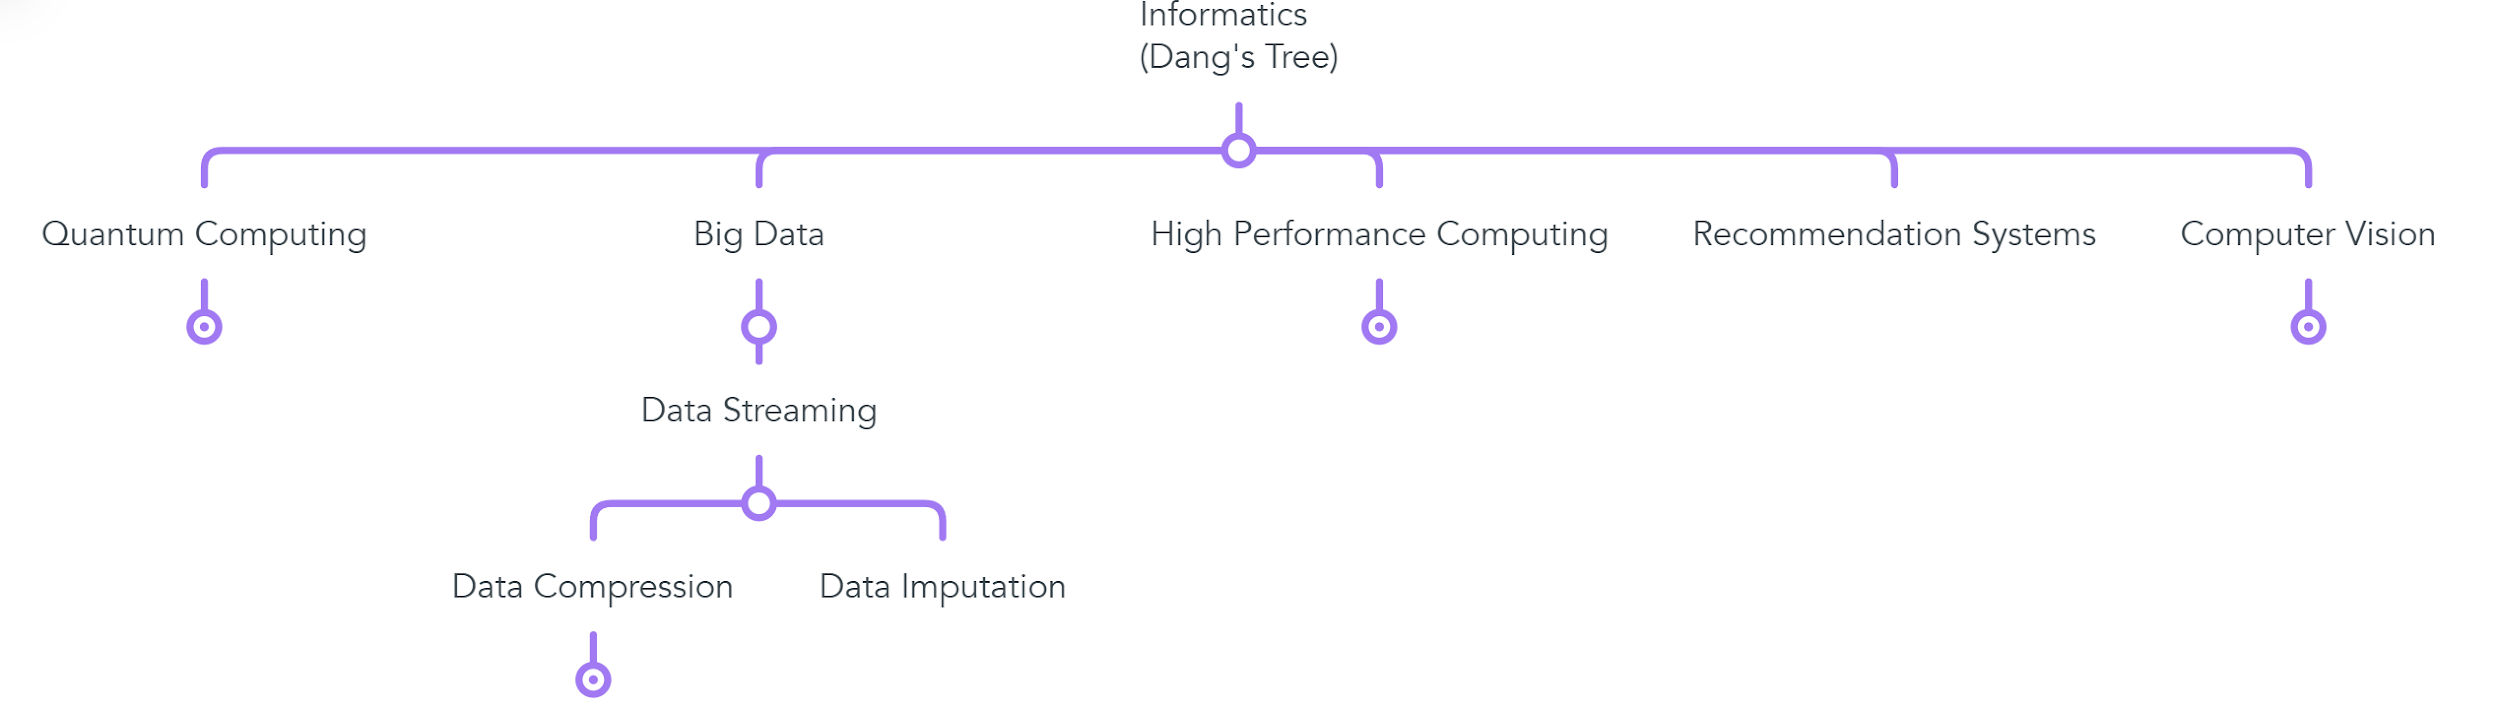 Informatics
(Dang's Tree)
Quantum Computing
Big Data
High Performance Computing
Recommendation Systems
Computer Vision
Data Streaming
Data Compression
Data Imputation